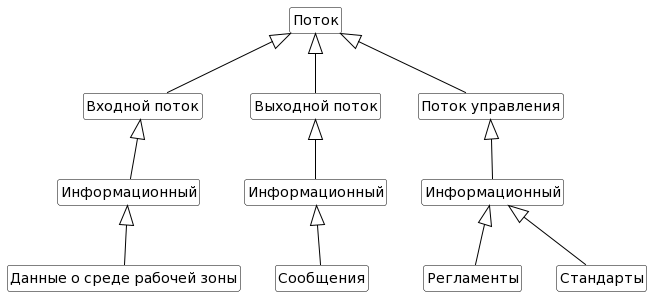 Поток
Входной поток
Выходной поток
Поток управления
Информационный
Информационный
Информационный
Данные о среде рабочей зоны
Сообщения
Регламенты
Стандарты